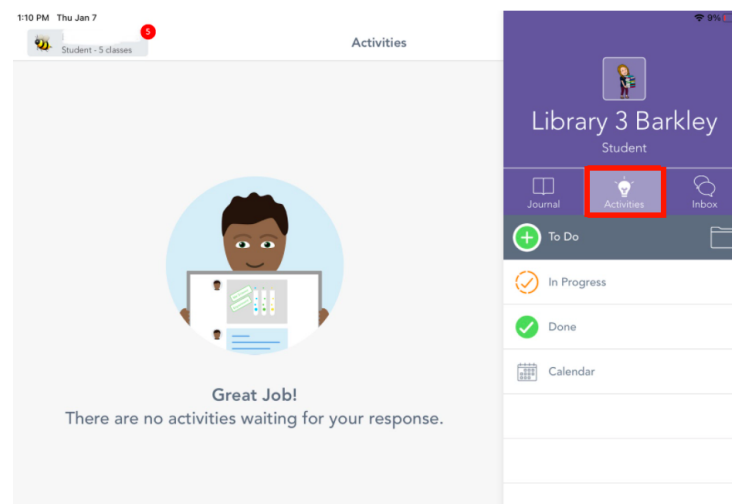 1:10 PM Thu Jan 7
9%
5
Student - 5 classes
Activities
Library 3 Barkley
Student
Journal
Activities
Inbox
To Do
In Progress
Done
Calendar
Great Job!
There are no activities waiting for your response.